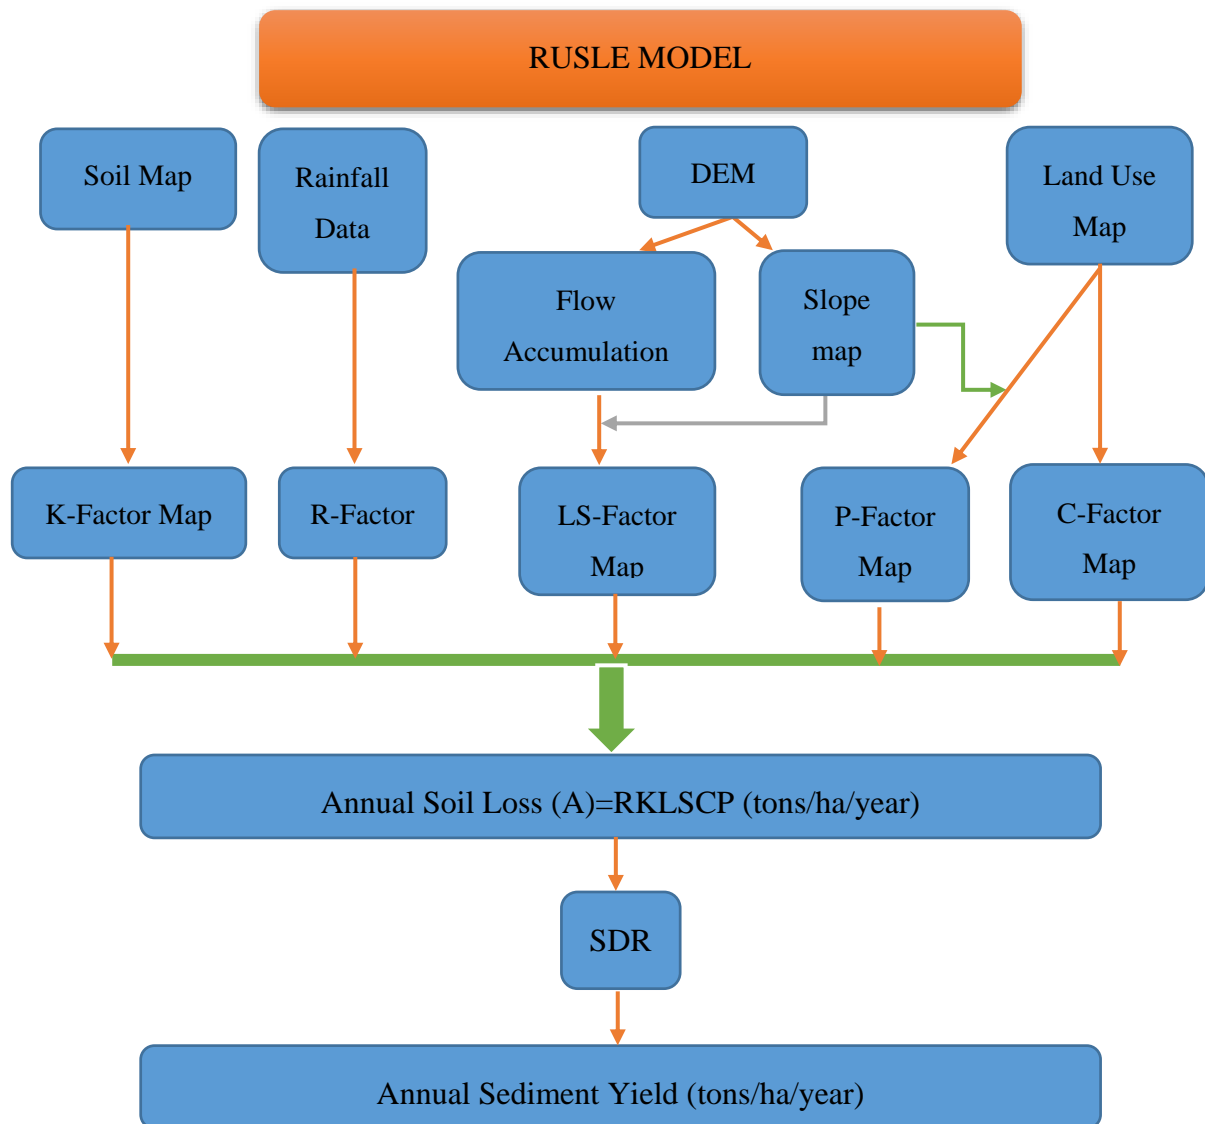 RUSLE MODEL
Soil Map
Rainfall
Data
DEM
Land Use
Map
Flow
Accumulation
Slope
map
K-Factor Map
R-Factor
LS-Factor
Map
P-Factor
Map
C-Factor
Map
Annual Soil Loss (A)=RKLSCP (tons/ha/year)
SDR
Annual Sediment Yield (tons/ha/year)